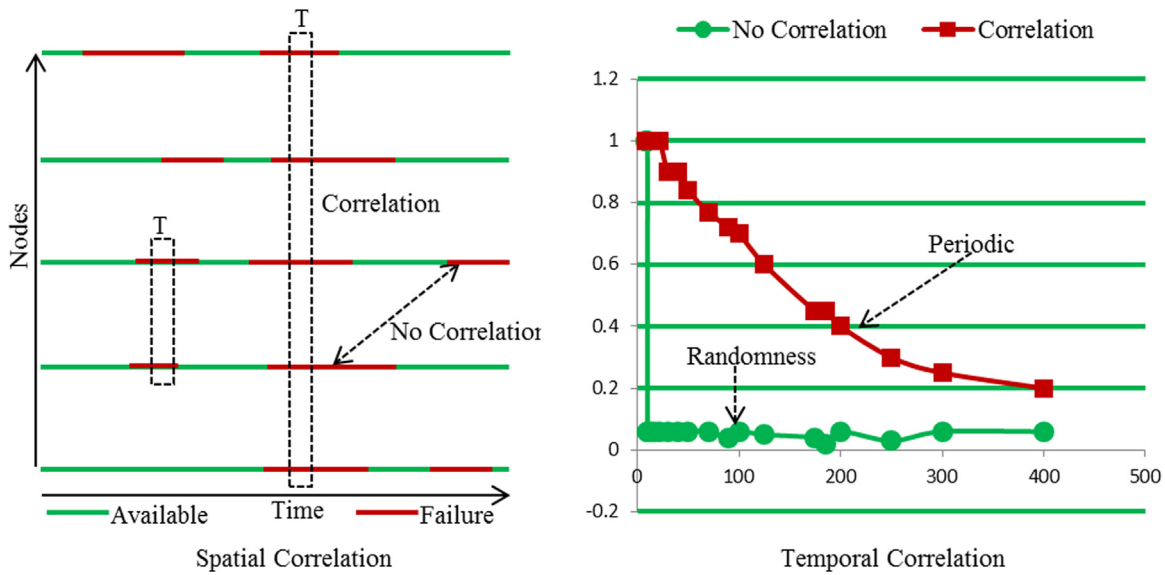 T
T
Nodes
Correlation
No Correlation
Time
Available
Failure
Spatial Correlation
No Correlation
Correlation
1.2
1
0.8
0.6
0.4
0.2
0
-0.2
0
100
200
300
400
500
Periodic
Randomness
Temporal Correlation